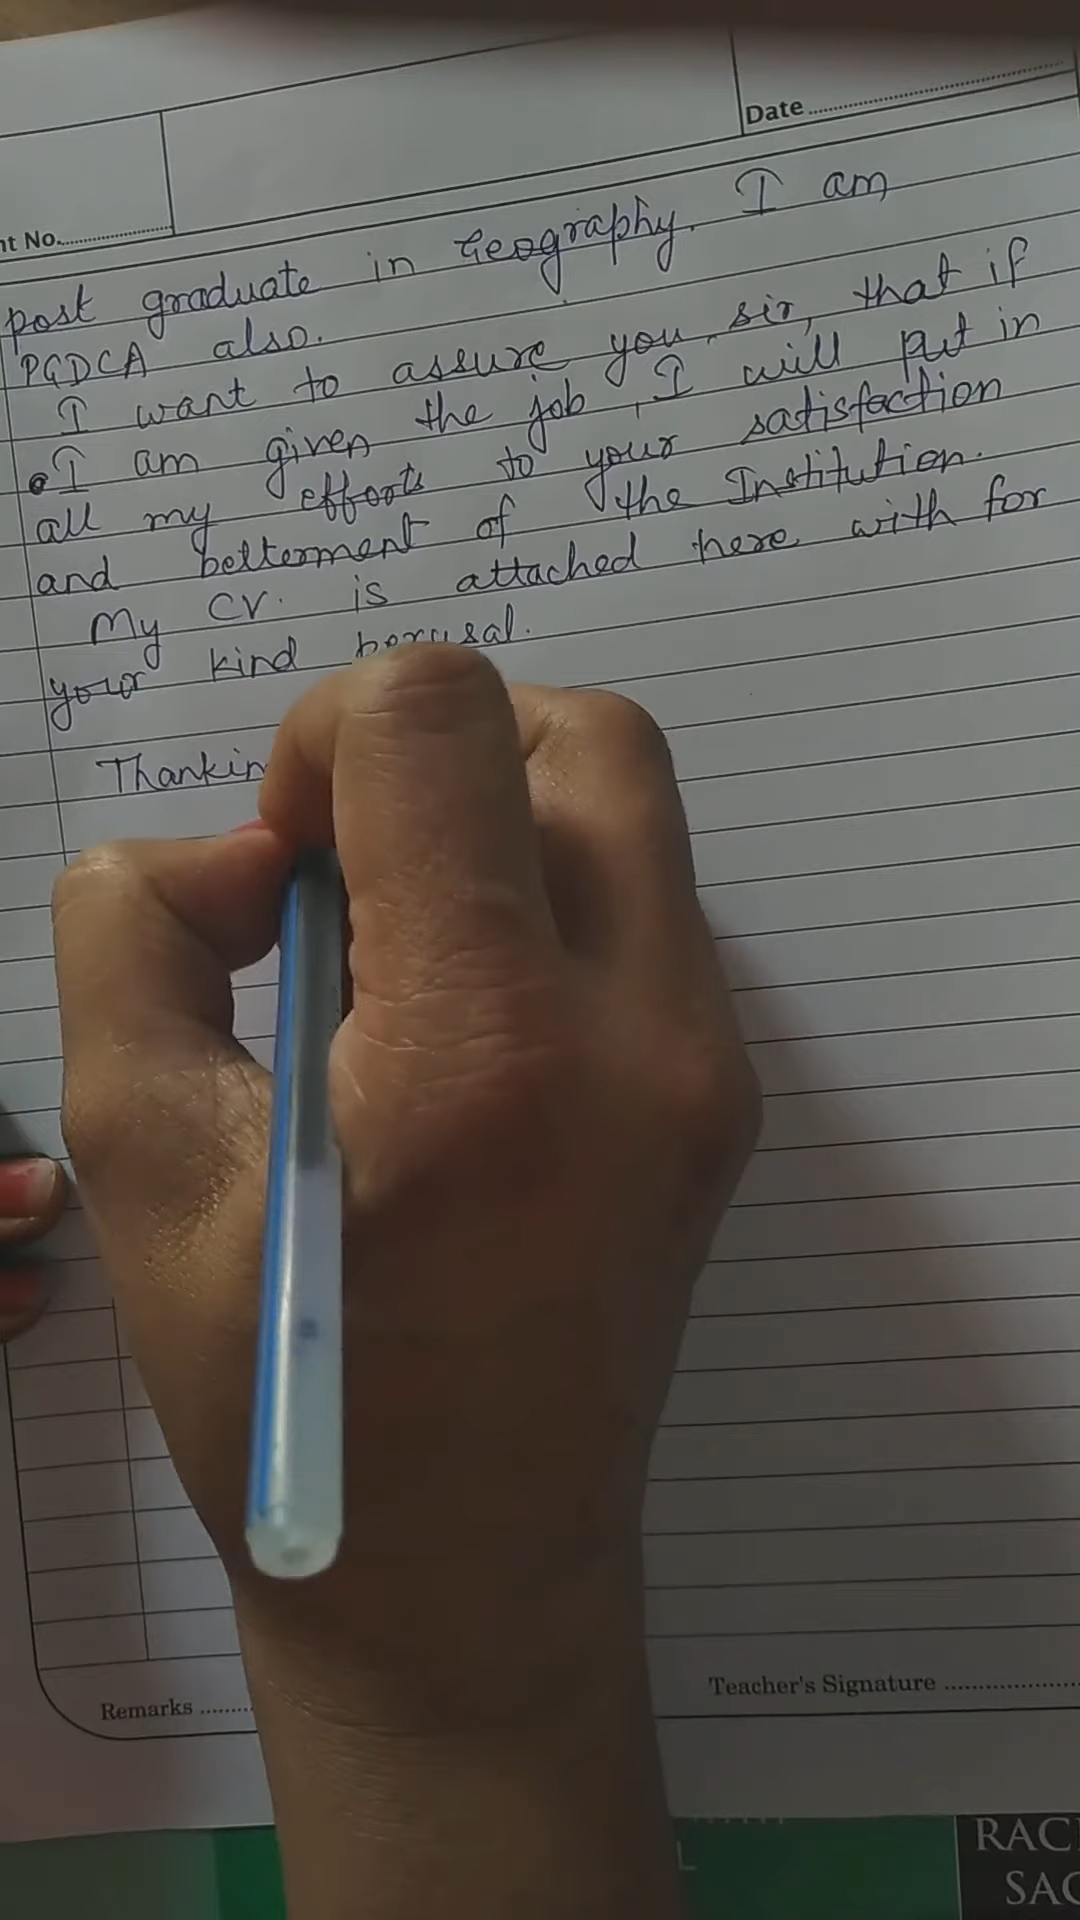 Date
nt No.
post graduate in Geography. I am
PGDCA also.
I want to assure you, sir, that if
I am given the job, I will put in
all my efforts to your satisfaction
and betterment of the Institution.
My CV. is attached here with for
your kind perusal.
Thankin
Teacher's Signature
Remarks
RAC
SAC